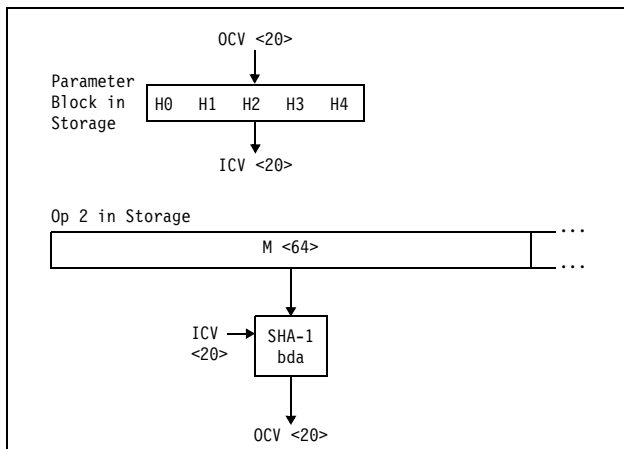 OCV <20>
Parameter
Block in
Storage
H0 H1 H2 H3 H4
ICV <20>
Op 2 in Storage
M <64>
...
...
ICV
<20>
SHA-1
bda
OCV <20>